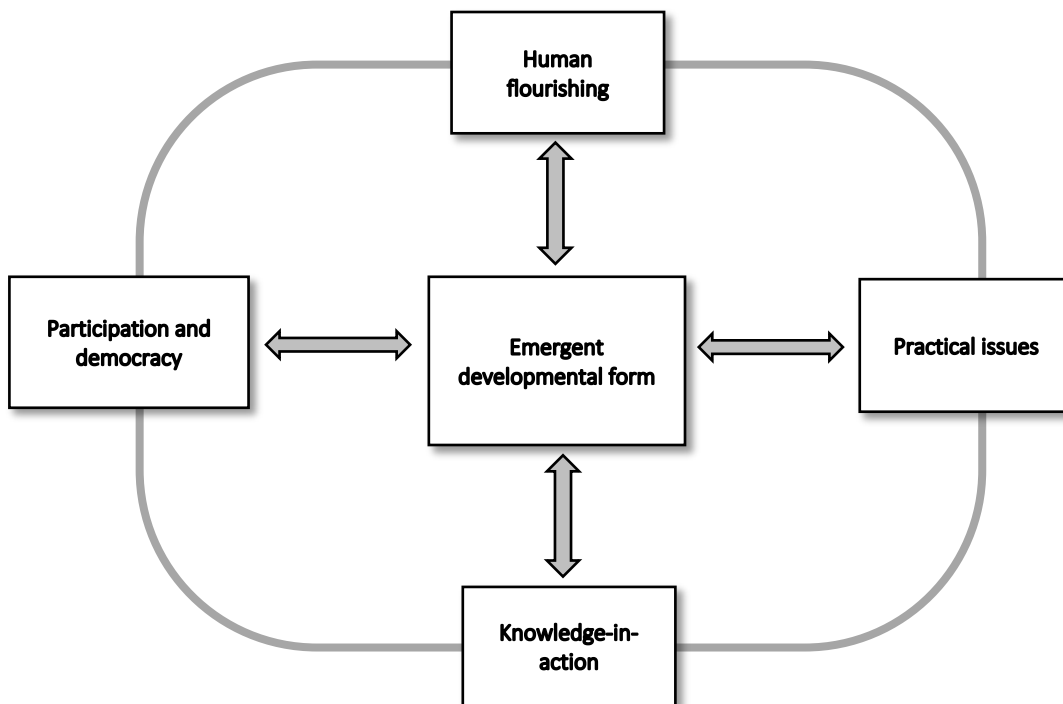 Human
flourishing
Participation and
democracy
Emergent
developmental form
Practical issues
Knowledge-in-
action